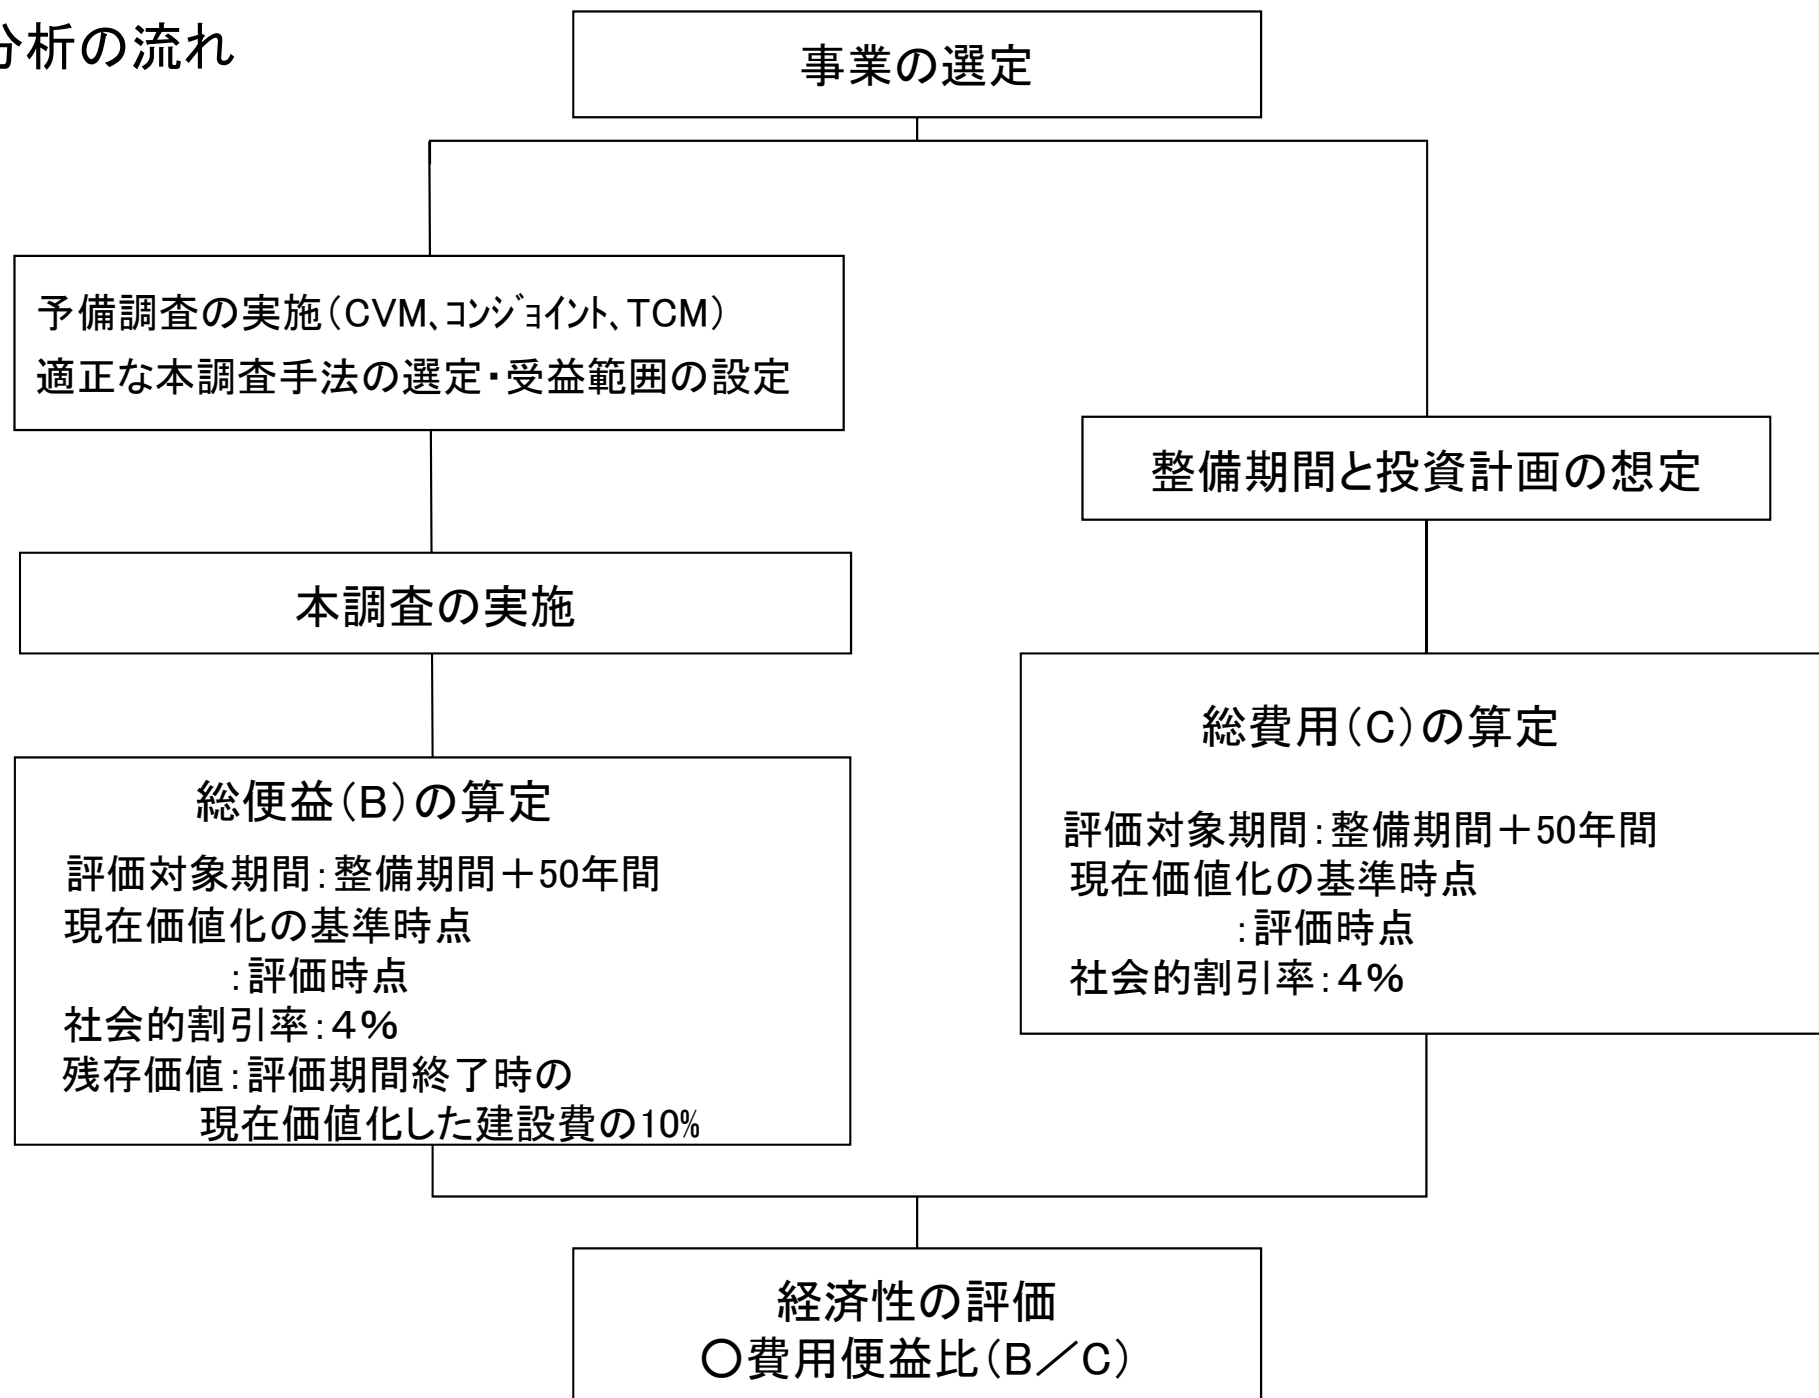 分析の流れ
事業の選定
予備調査の実施(CVM、ｺﾝｼﾞｮｲﾝﾄ、TCM)
適正な本調査手法の選定・受益範囲の設定
整備期間と投資計画の想定
本調査の実施
総便益(B)の算定
評価対象期間:整備期間＋50年間
現在価値化の基準時点
:評価時点
社会的割引率:4%
残存価値:評価期間終了時の
現在価値化した建設費の10%
総費用(C)の算定
評価対象期間:整備期間＋50年間
現在価値化の基準時点
:評価時点
社会的割引率:4%
経済性の評価
○費用便益比(B／C)